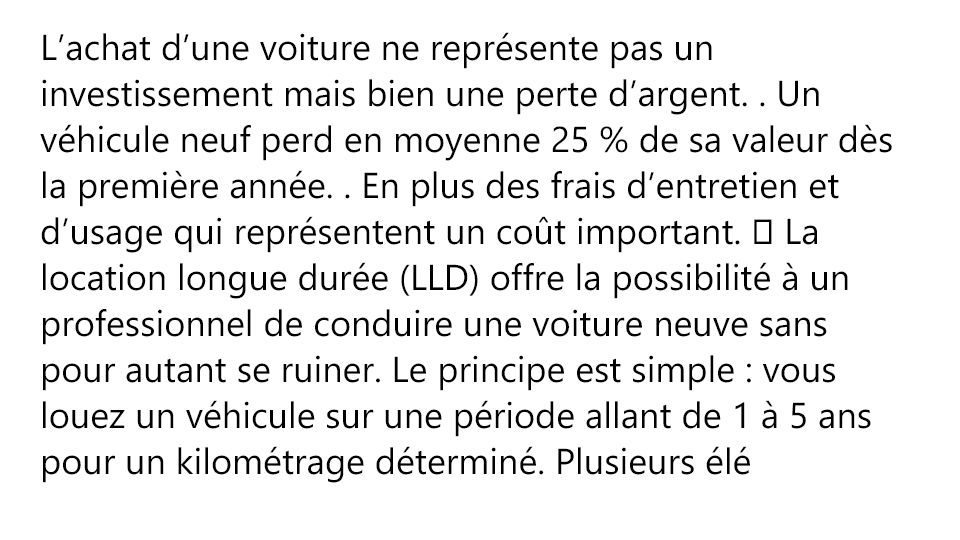 L’achat d’une voiture ne représente pas un
investissement mais bien une perte d’argent. . Un
véhicule neuf perd en moyenne 25 % de sa valeur dès
la première année. . En plus des frais d’entretien et
d’usage qui représentent un coût important. 􏰀 La
location longue durée (LLD) offre la possibilité à un
professionnel de conduire une voiture neuve sans
pour autant se ruiner. Le principe est simple : vous
louez un véhicule sur une période allant de 1 à 5 ans
pour un kilométrage déterminé. Plusieurs élé